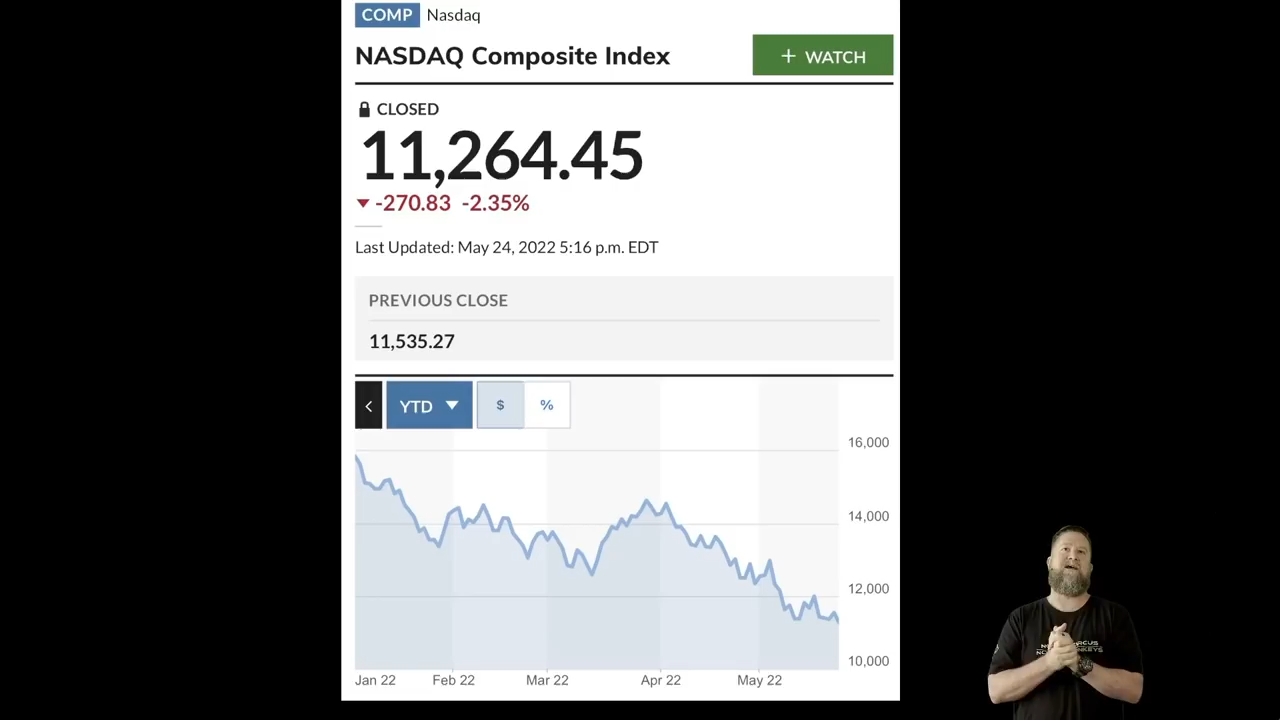 COMP Nasdaq
NASDAQ Composite Index
+ WATCH
CLOSED
11,264.45
-270.83 -2.35%
Last Updated: May 24, 2022 5:16 p.m. EDT
PREVIOUS CLOSE
11,535.27
YTD $ %
16,000
14,000
12,000
10,000
Jan 22 Feb 22 Mar 22 Apr 22 May 22